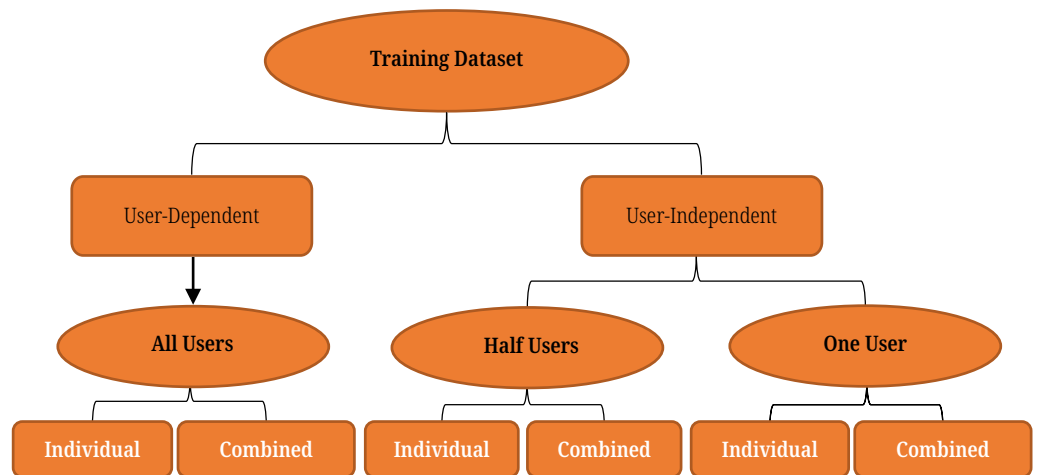 Training Dataset
User-Dependent
User-Independent
All Users
Half Users
One User
Individual
Combined
Individual
Combined
Individual
Combined